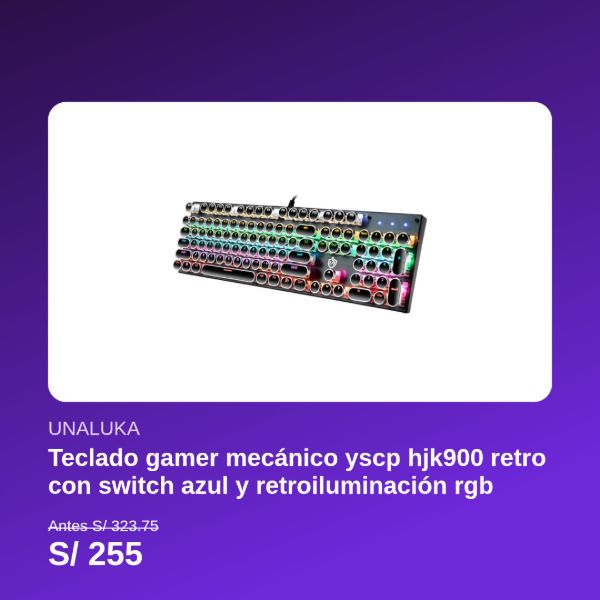 UNALUKA
Teclado gamer mecánico yscp hjk900 retro
con switch azul y retroiluminación rgb
Antes S/ 323.75
S/ 255